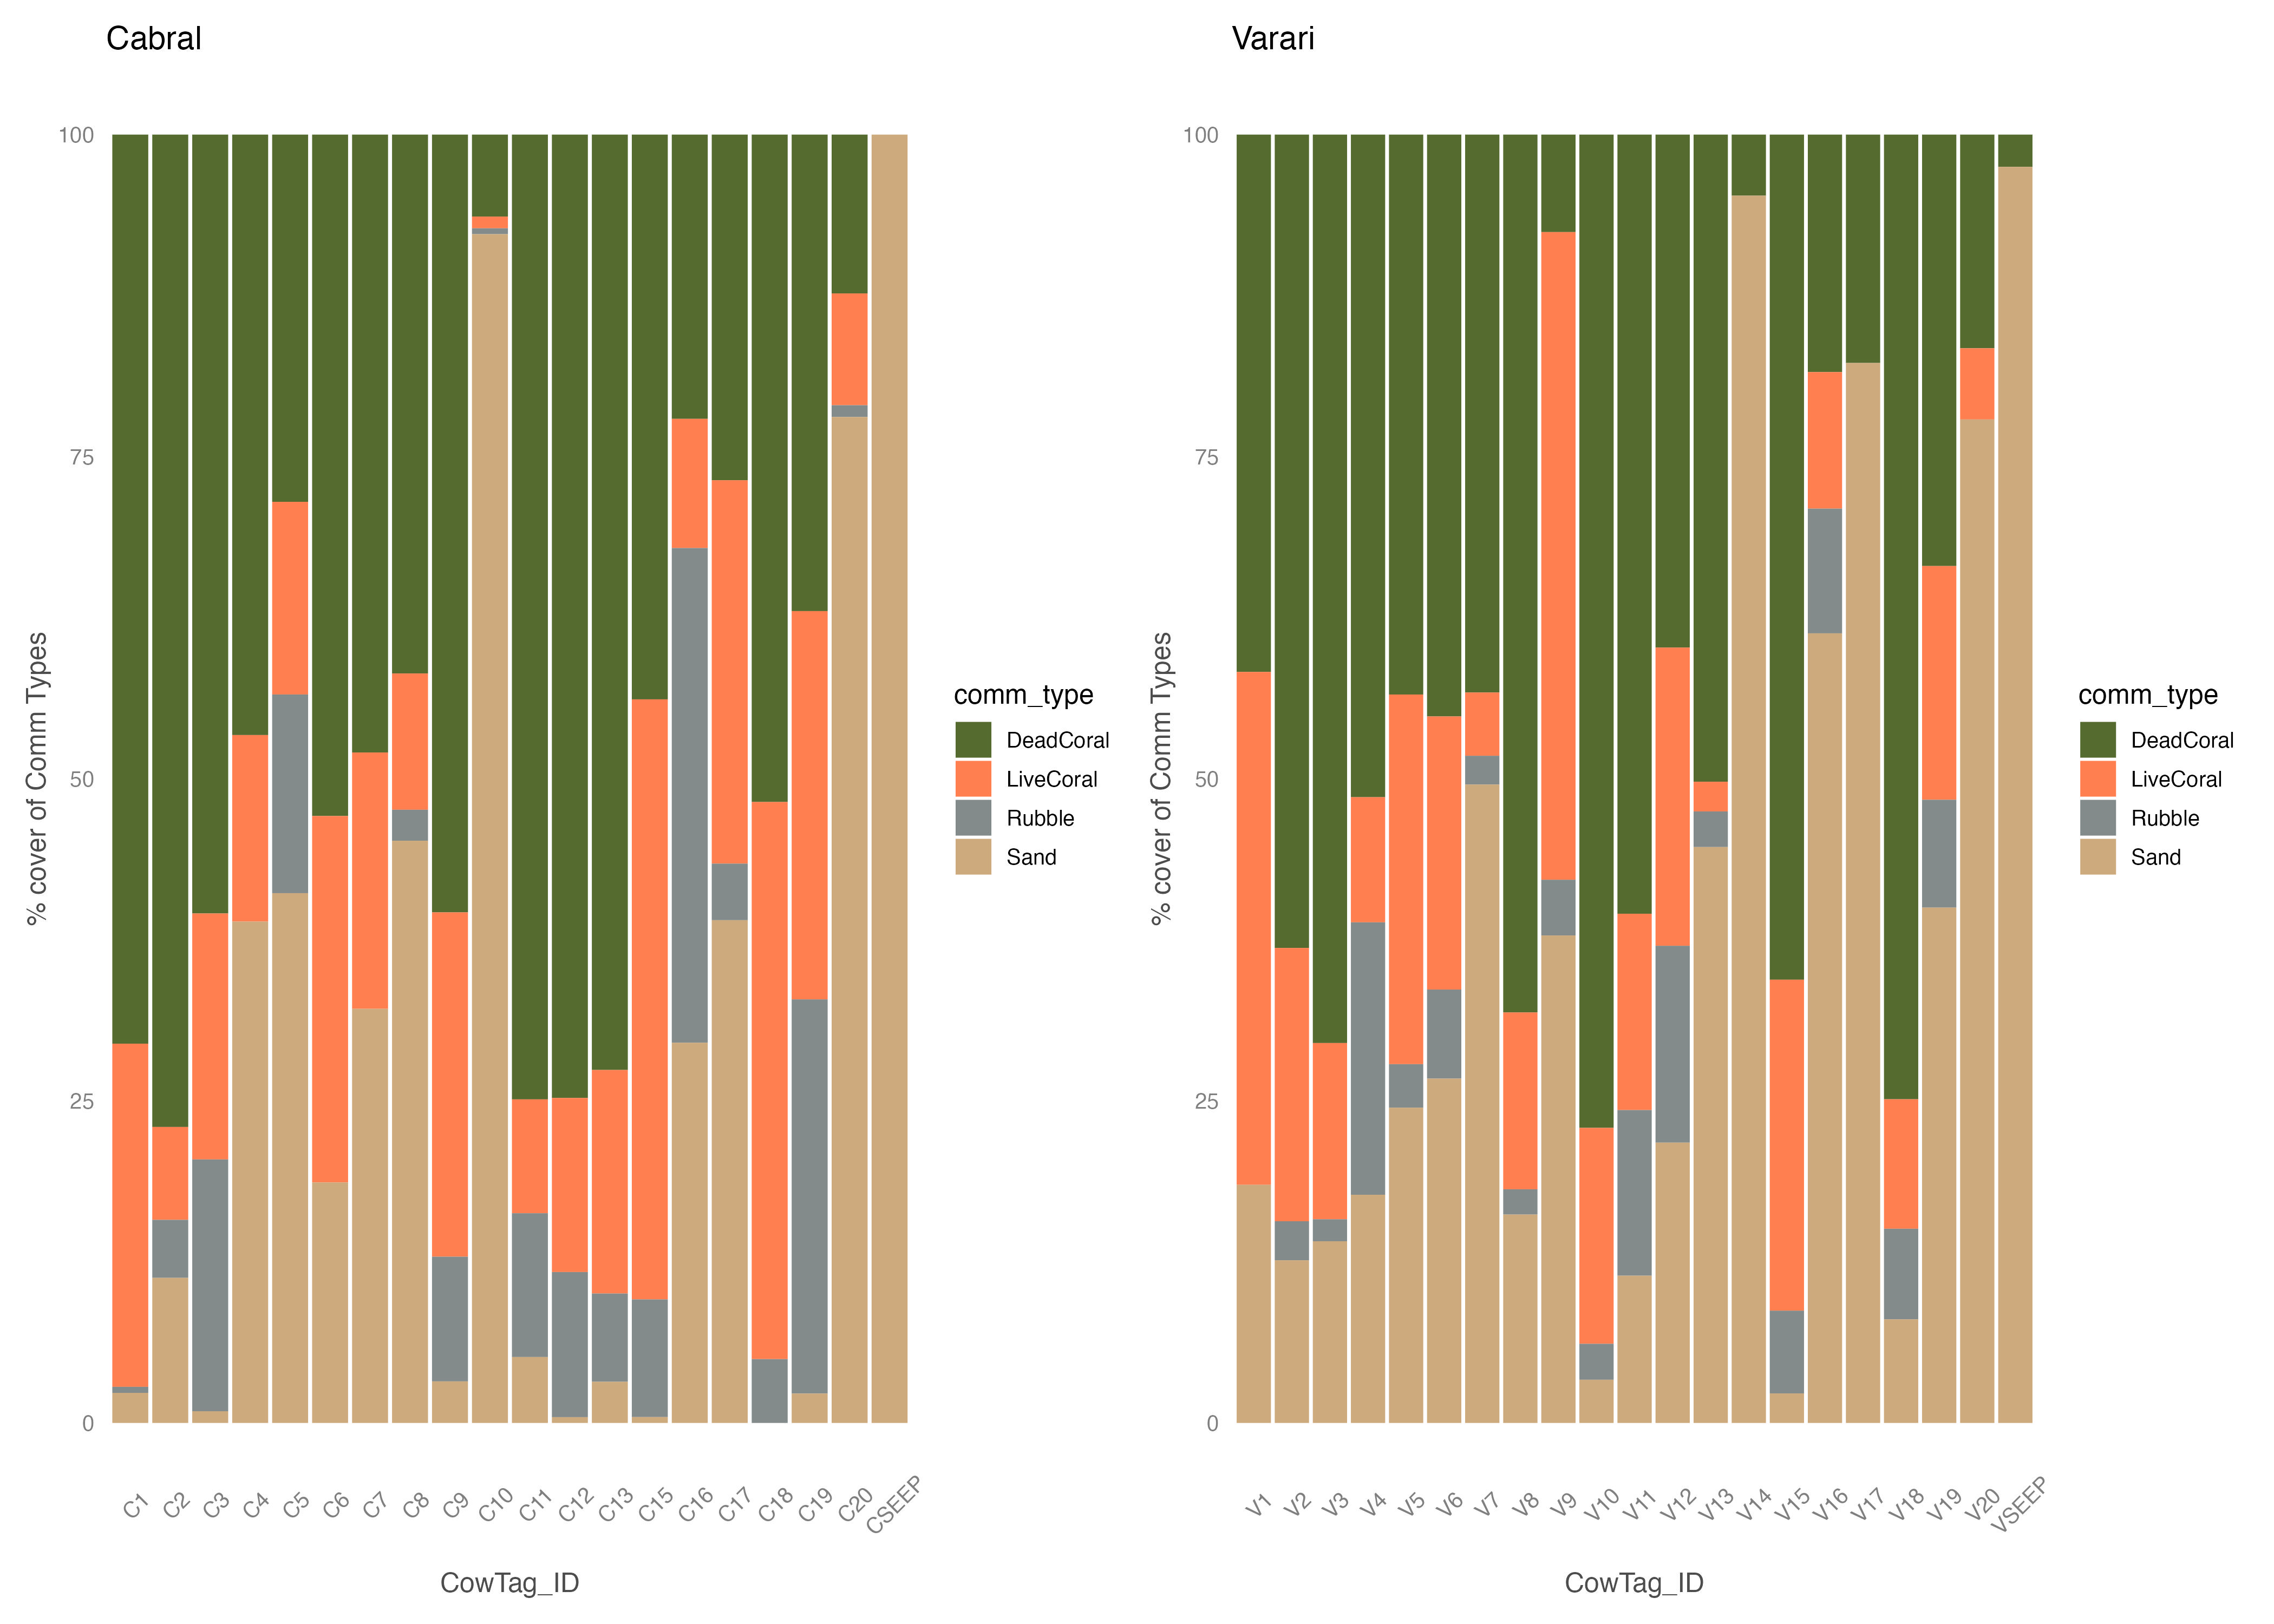 Cabral
% cover of Comm Types
100
75
50
25
0
C1
C2
C3
C4
C5
C6
C7
C8
C9
C10
C11
C12
C13
C15
C16
C17
C18
C19
C20
CSEEP
CowTag_ID
comm_type
DeadCoral
LiveCoral
Rubble
Sand
Varari
% cover of Comm Types
100
75
50
25
0
V1
V2
V3
V4
V5
V6
V7
V8
V9
V10
V11
V12
V13
V14
V15
V16
V17
V18
V19
V20
VSEEP
CowTag_ID
comm_type
DeadCoral
LiveCoral
Rubble
Sand